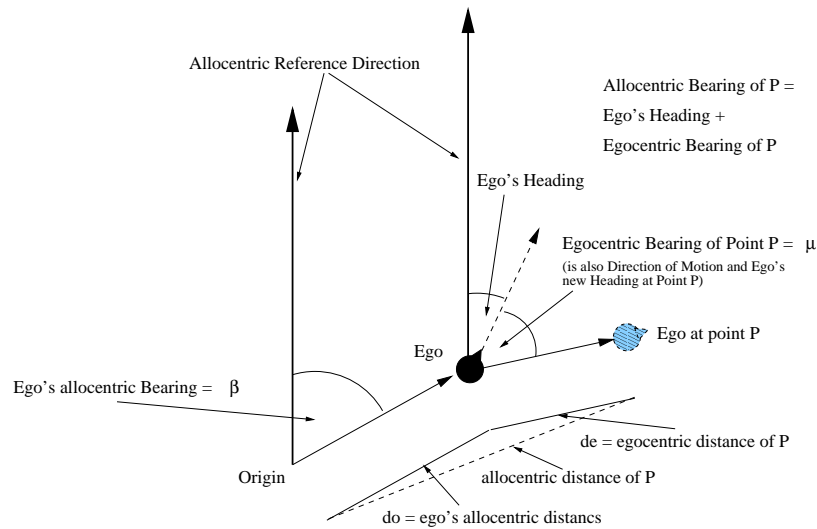 Allocentric Reference Direction
Allocentric Bearing of P =
Ego's Heading +
Egocentric Bearing of P
Ego's Heading
Egocentric Bearing of Point P = μ
(is also Direction of Motion and Ego's
new Heading at Point P)
Ego
Ego at point P
Ego's allocentric Bearing = β
de = egocentric distance of P
Origin
allocentric distance of P
do = ego's allocentric distancs